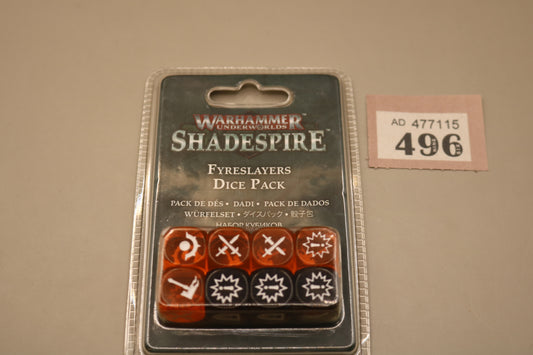 WARHAMMER
UNDERWORLDS
SHADESPIRE
FYRESLAYERS
DICE PACK
PACK DE DÉS • DADI • PACK DE DADOS
WÜRFELSET • ダイスパック • 骰子包
НАБОР КУБИКОВ
AD 477115
496